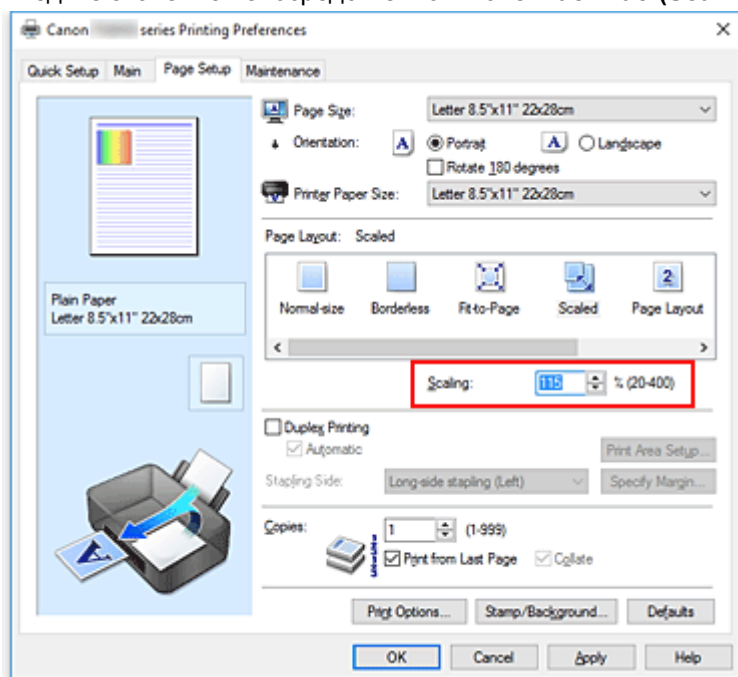 Canon series Printing Preferences
Quick Setup Main Page Setup Maintenance
Page Size: Letter 8.5"x11" 22x28cm
Orientation: A Portrait A Landscape
Rotate 180 degrees
Printer Paper Size: Letter 8.5"x11" 22x28cm
Page Layout: Scaled
Normal-size Borderless Fit-to-Page Scaled Page Layout
Plain Paper
Letter 8.5"x11" 22x28cm
Scaling: 115 % (20-400)
Duplex Printing
Automatic Print Area Setup...
Stapling Side: Long-side stapling (Left) Specify Margin...
Copies: 1 (1-999)
Print from Last Page Collate
Print Options... Stamp/Background... Defaults
OK Cancel Apply Help